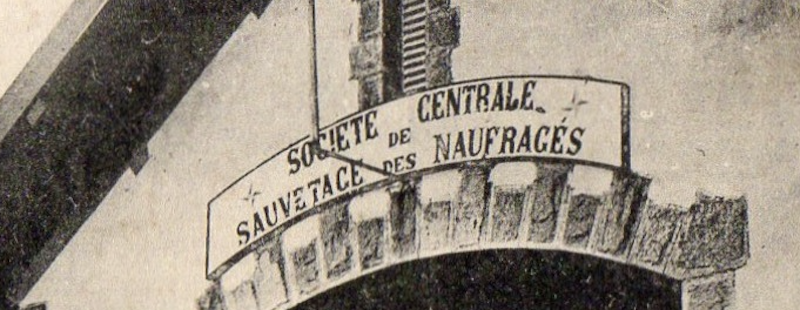 SOCIETE CENTRALE
DE
SAUVETAGE DES NAUFRAGÉS